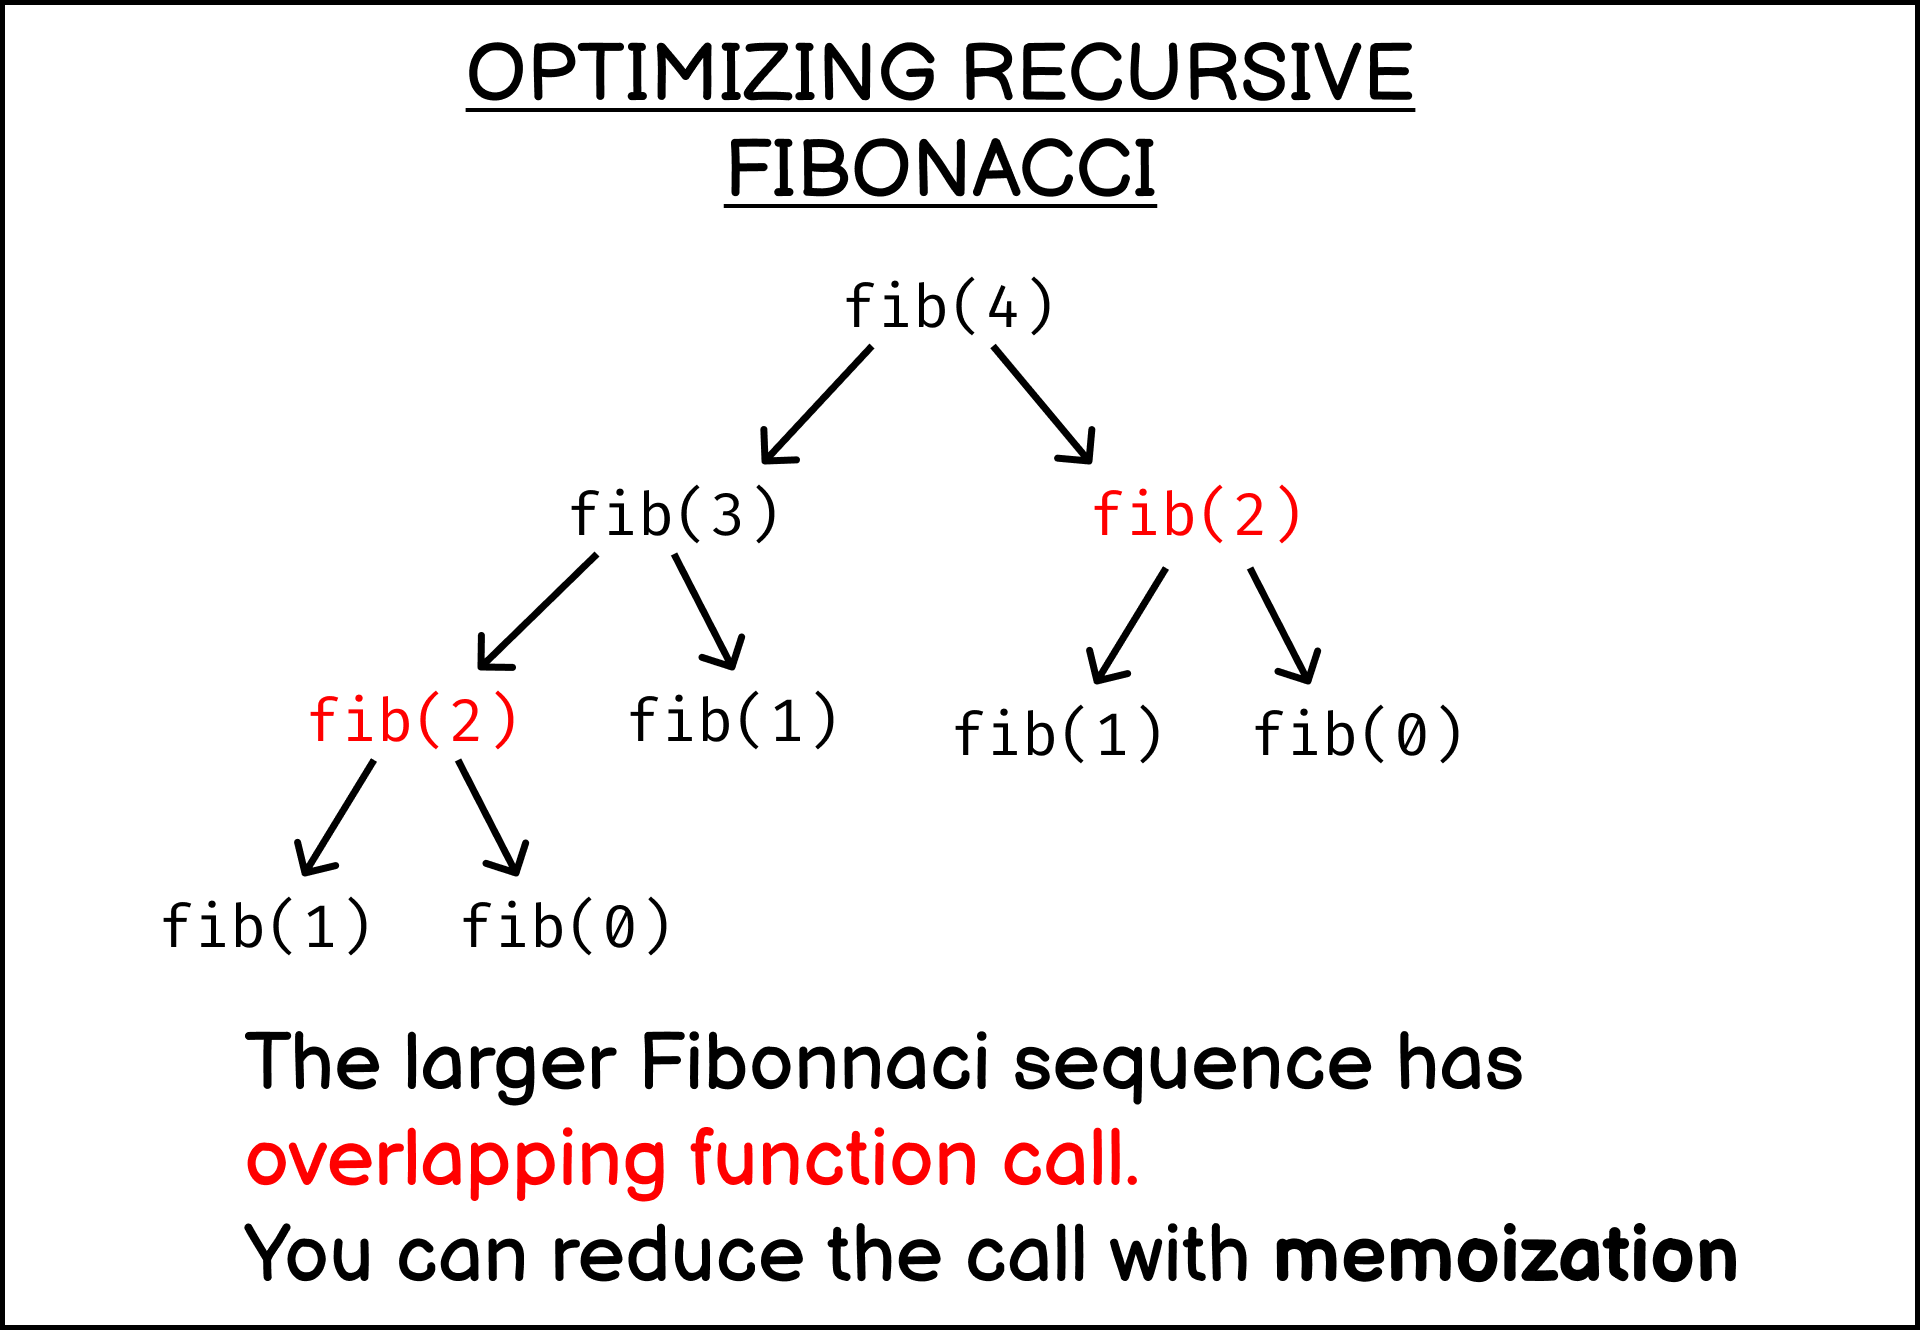 OPTIMIZING RECURSIVE
FIBONACCI
fib(4)
fib(3) fib(2)
fib(2) fib(1) fib(1) fib(0)
fib(1) fib(0)
The larger Fibonnaci sequence has
overlapping function call.
You can reduce the call with memoization